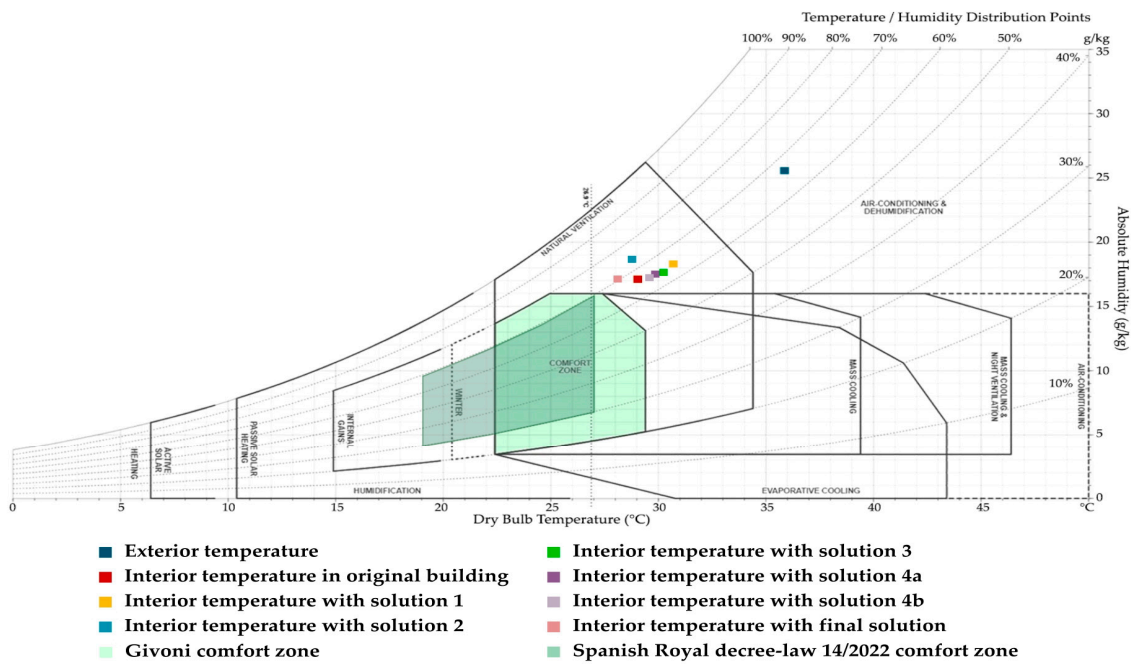 Temperature / Humidity Distribution Points
100% 90% 80% 70% 60% 50% g/kg
35
40%
30
30%
25
20
20%
15
10
10%
5
0
Absolute Humidity (g/kg)
26.9 °C
NATURAL VENTILATION
AIR-CONDITIONING &
DEHUMIDIFICATION
COMFORT
ZONE
WINTER
INTERNAL
GAINS
PASSIVE SOLAR
HEATING
ACTIVE
SOLAR
HEATING
MASS COOLING
MASS COOLING &
NIGHT VENTILATION
AIR-CONDITIONING
HUMIDIFICATION
EVAPORATIVE COOLING
0 5 10 15 20 25 30 35 40 45 °C
Dry Bulb Temperature (°C)
Exterior temperature
Interior temperature in original building
Interior temperature with solution 1
Interior temperature with solution 2
Givoni comfort zone
Interior temperature with solution 3
Interior temperature with solution 4a
Interior temperature with solution 4b
Interior temperature with final solution
Spanish Royal decree-law 14/2022 comfort zone